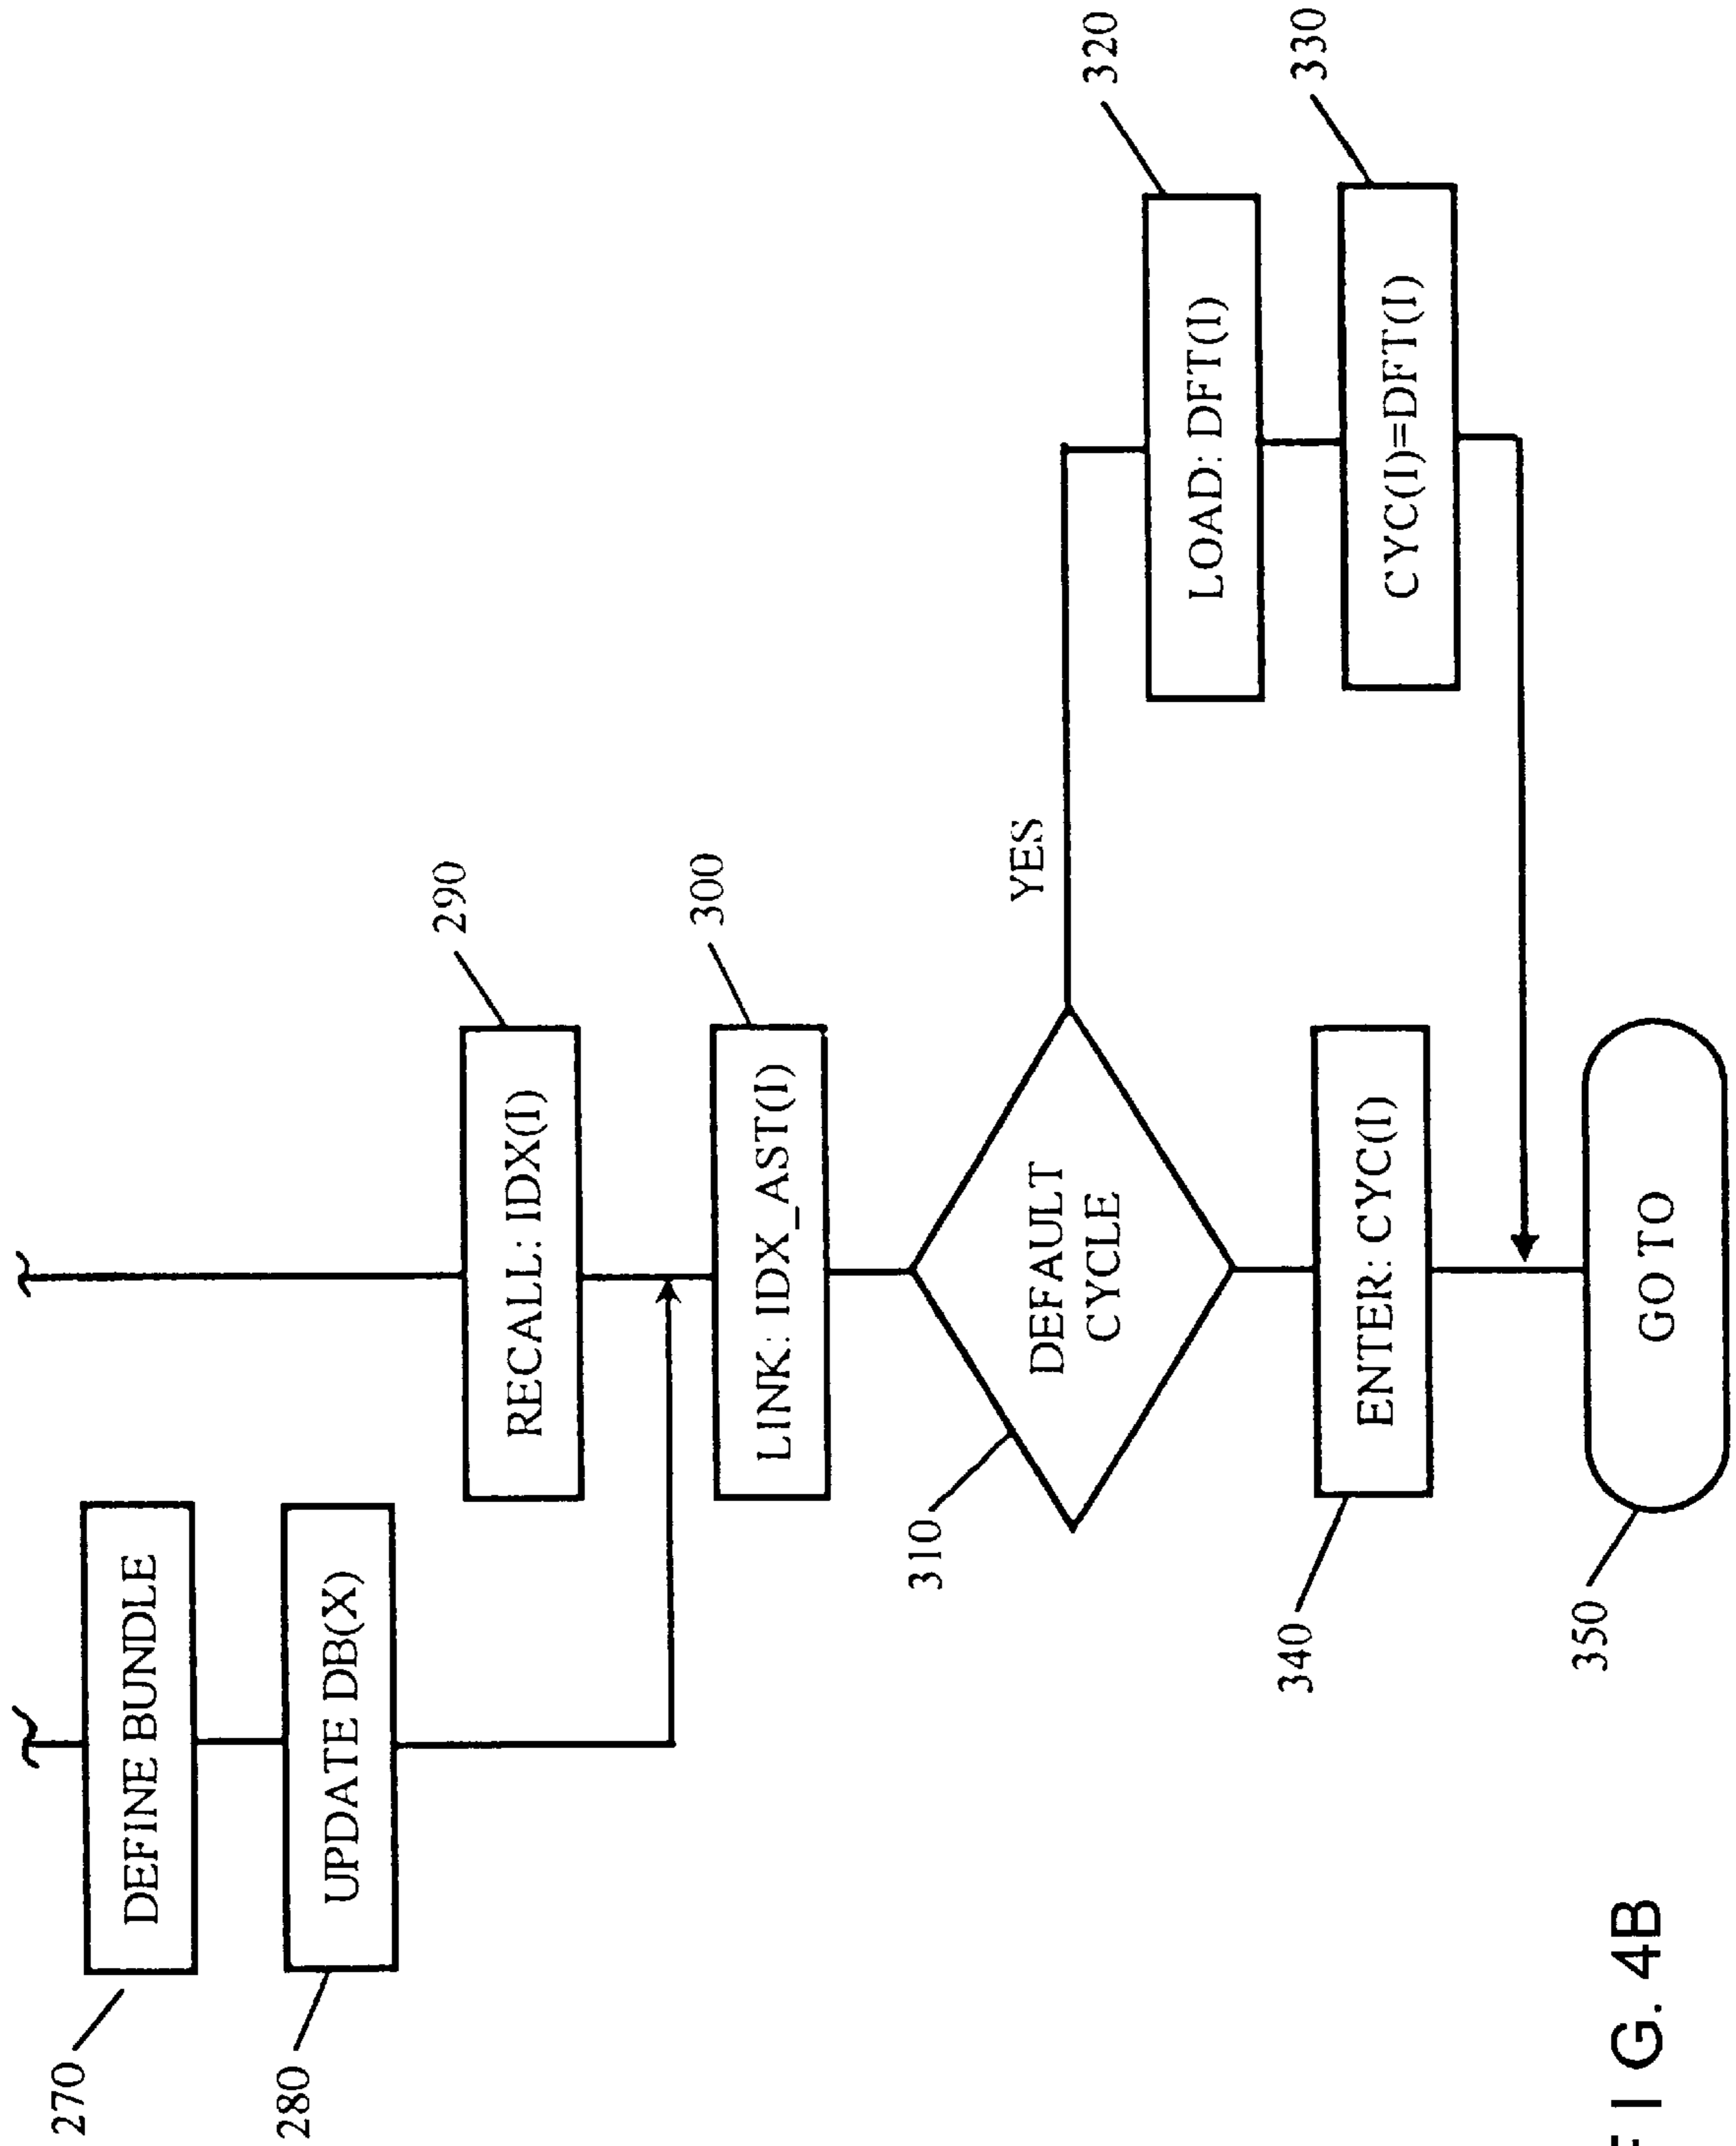 270
DEFINE BUNDLE
280
UPDATE DB(X)
RECALL: IDX(I)
290
LINK: IDX_AST(I)
300
310
DEFAULT
CYCLE
YES
LOAD: DFT(I)
320
CYC(I)=DFT(I)
330
340
ENTER: CYC(I)
350
GO TO
FIG. 4B